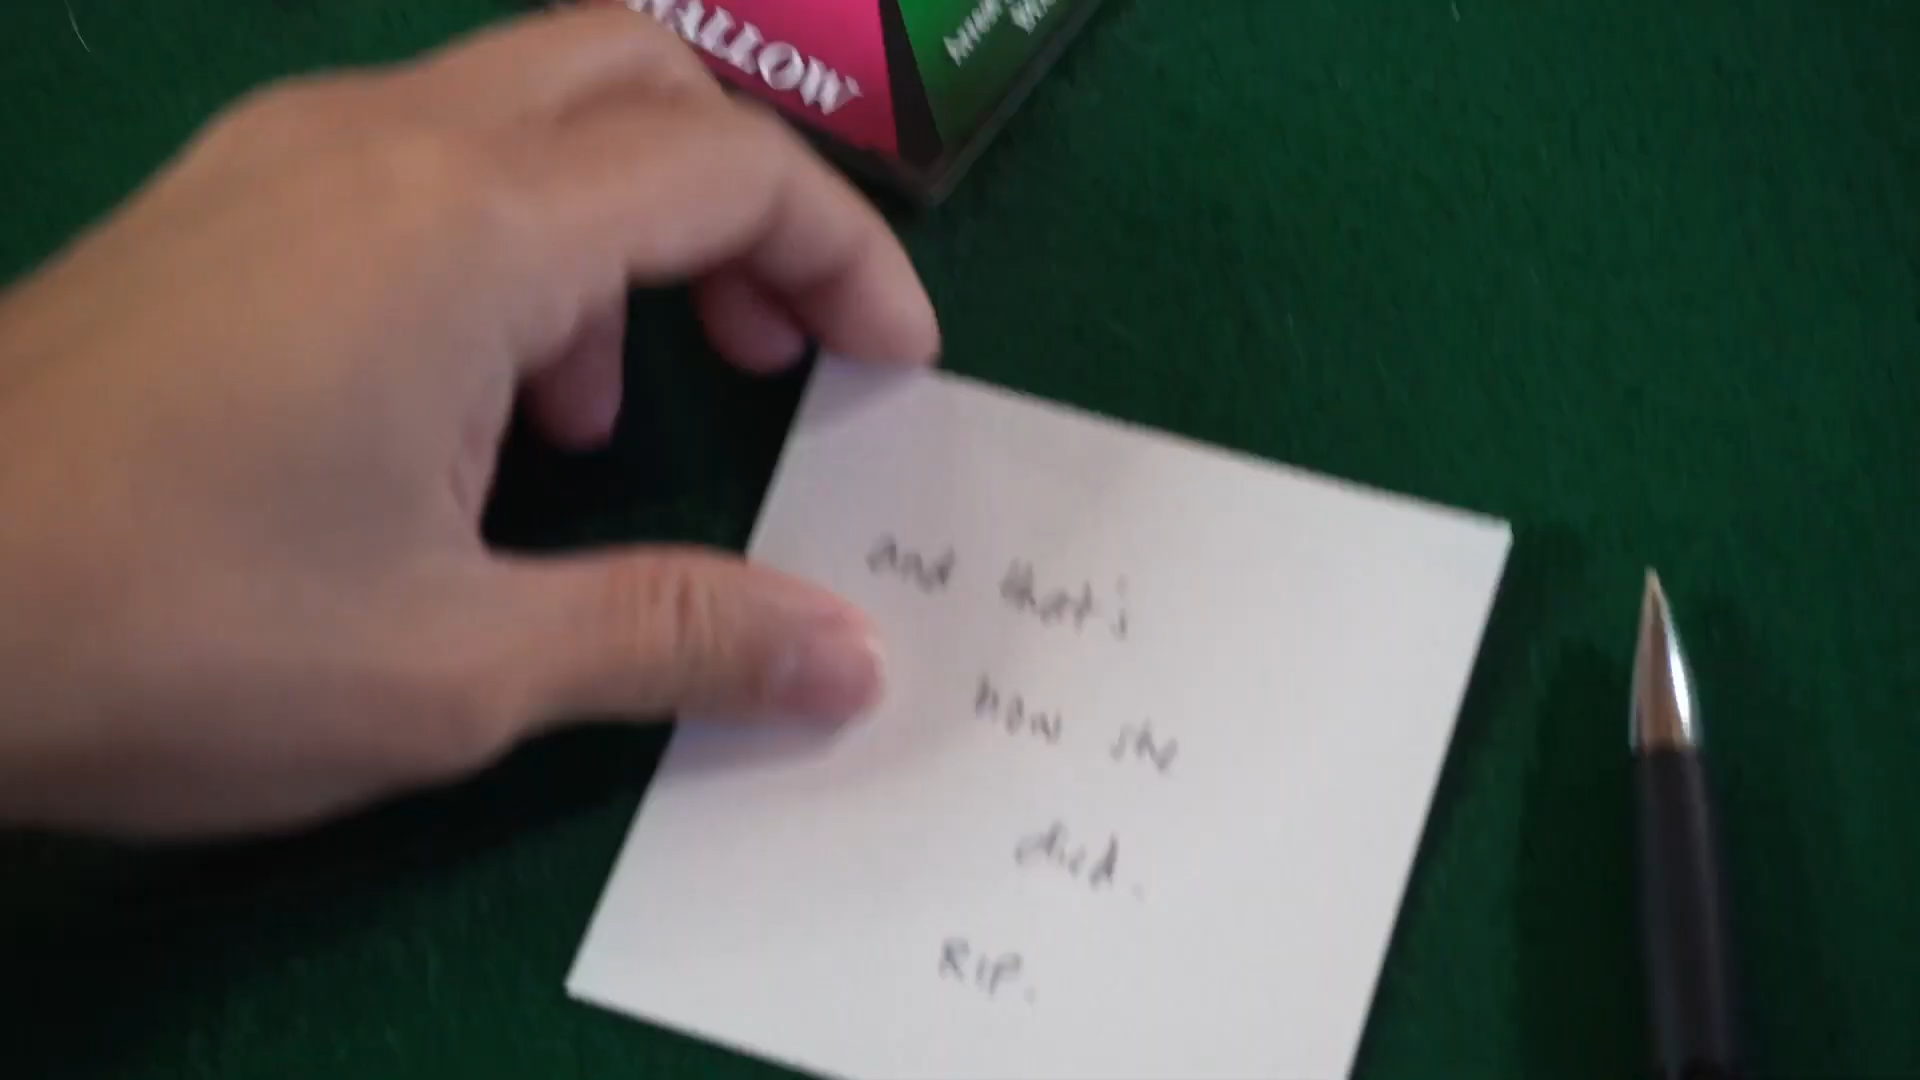 and that's
how she
died.
RIP.